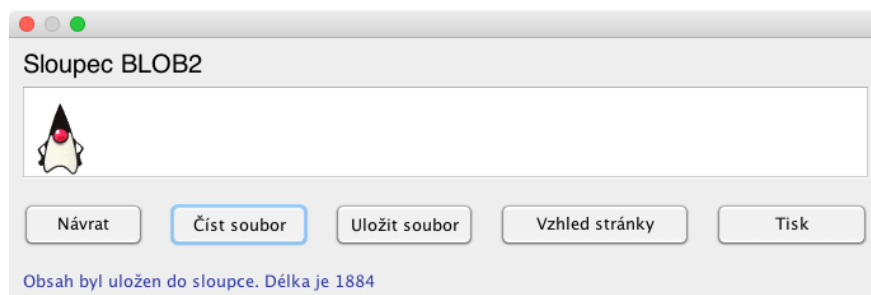 Sloupec BLOB2
Návrat Číst soubor Uložit soubor Vzhled stránky Tisk
Obsah byl uložen do sloupce. Délka je 1884